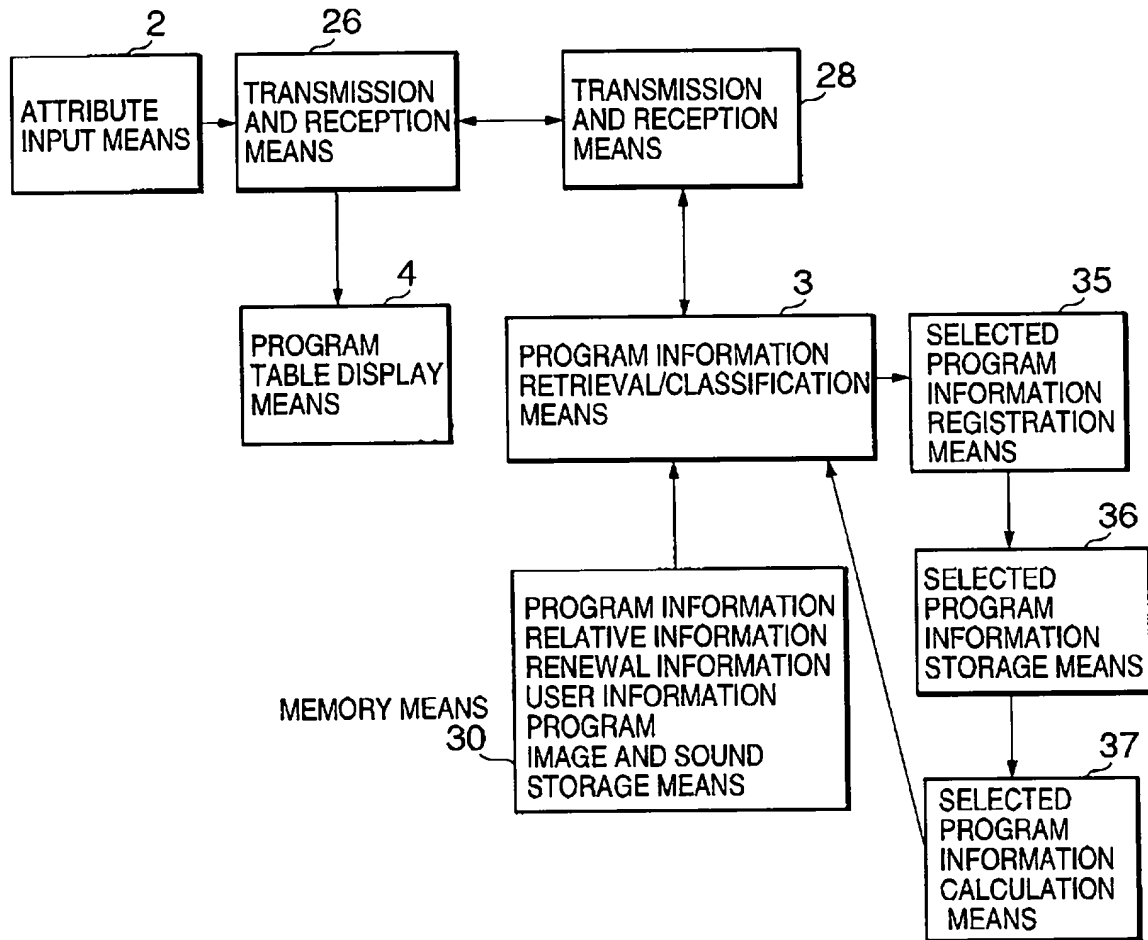 2
ATTRIBUTE
INPUT MEANS
26
TRANSMISSION
AND RECEPTION
MEANS
TRANSMISSION
AND RECEPTION
MEANS
28
4
PROGRAM
TABLE DISPLAY
MEANS
3
PROGRAM INFORMATION
RETRIEVAL/CLASSIFICATION
MEANS
35
SELECTED
PROGRAM
INFORMATION
REGISTRATION
MEANS
36
SELECTED
PROGRAM
INFORMATION
STORAGE MEANS
MEMORY MEANS
30
PROGRAM INFORMATION
RELATIVE INFORMATION
RENEWAL INFORMATION
USER INFORMATION
PROGRAM
IMAGE AND SOUND
STORAGE MEANS
37
SELECTED
PROGRAM
INFORMATION
CALCULATION
MEANS